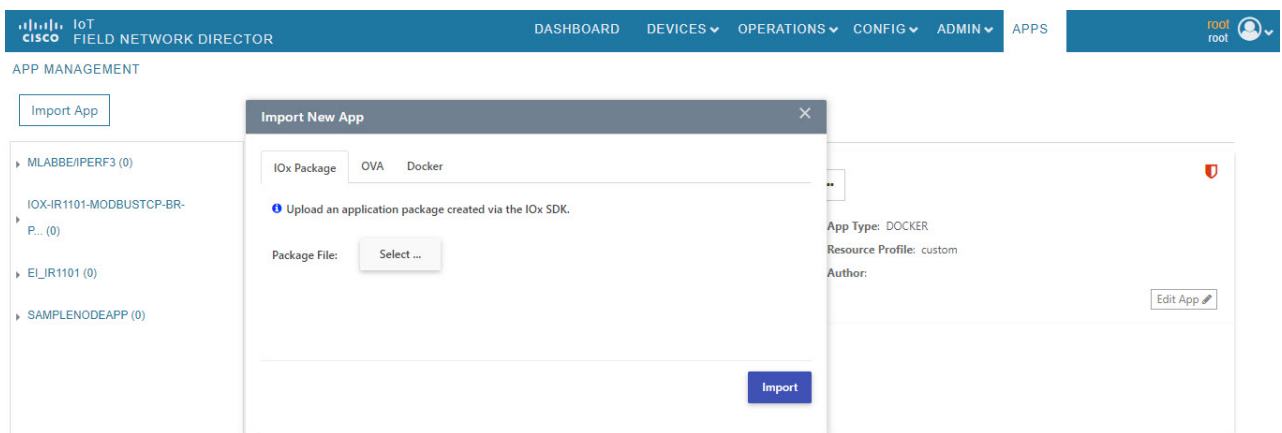 IoT
CISCO FIELD NETWORK DIRECTOR
DASHBOARD DEVICES OPERATIONS CONFIG ADMIN APPS
root
root
APP MANAGEMENT
Import App
MLABBE/IPERF3 (0)
IOX-IR1101-MODBUSTCP-BR-
P... (0)
EI_IR1101 (0)
SAMPLENODEAPP (0)
Import New App
IOx Package OVA Docker
Upload an application package created via the IOx SDK.
Package File: Select ...
Import
App Type: DOCKER
Resource Profile: custom
Author:
Edit App